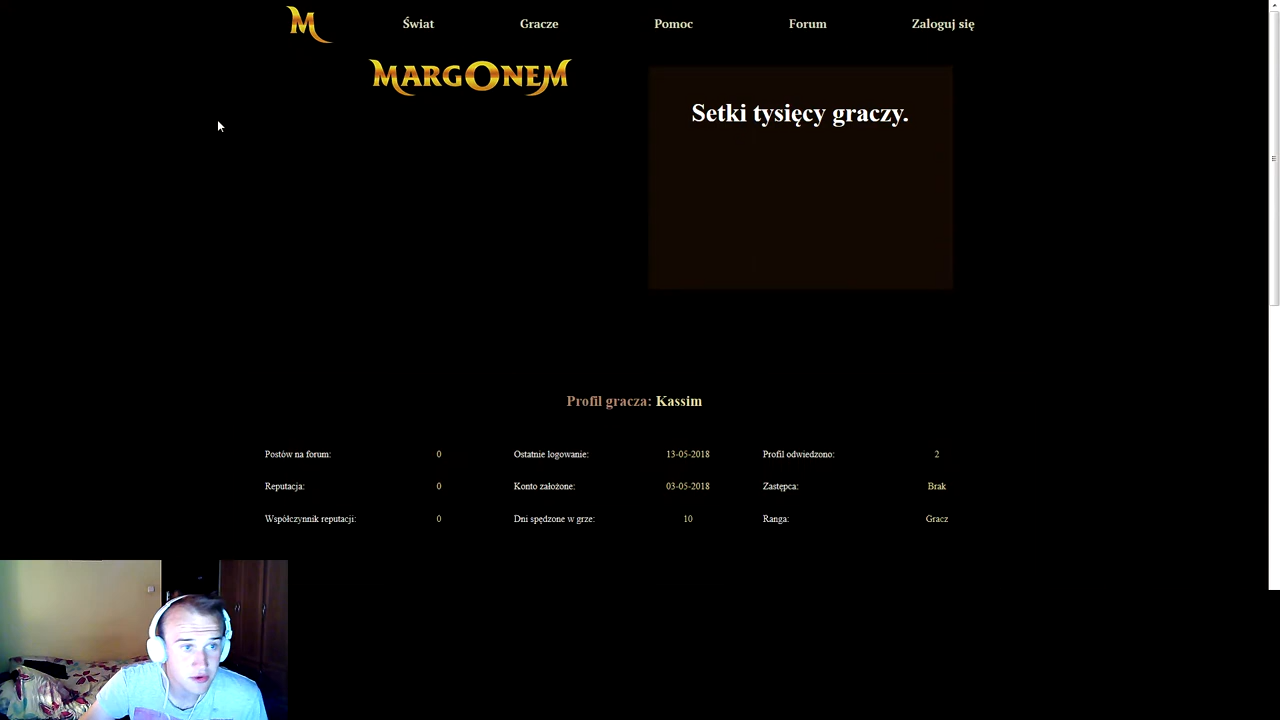 M
Świat
Gracze
Pomoc
Forum
Zaloguj się
MARGONEM
Setki tysięcy graczy.
Profil gracza: Kassim
Postów na forum: 0
Ostatnie logowanie: 13-05-2018
Profil odwiedzono: 2
Reputacja: 0
Konto założone: 03-05-2018
Zastępca: Brak
Współczynnik reputacji: 0
Dni spędzone w grze: 10
Ranga: Gracz